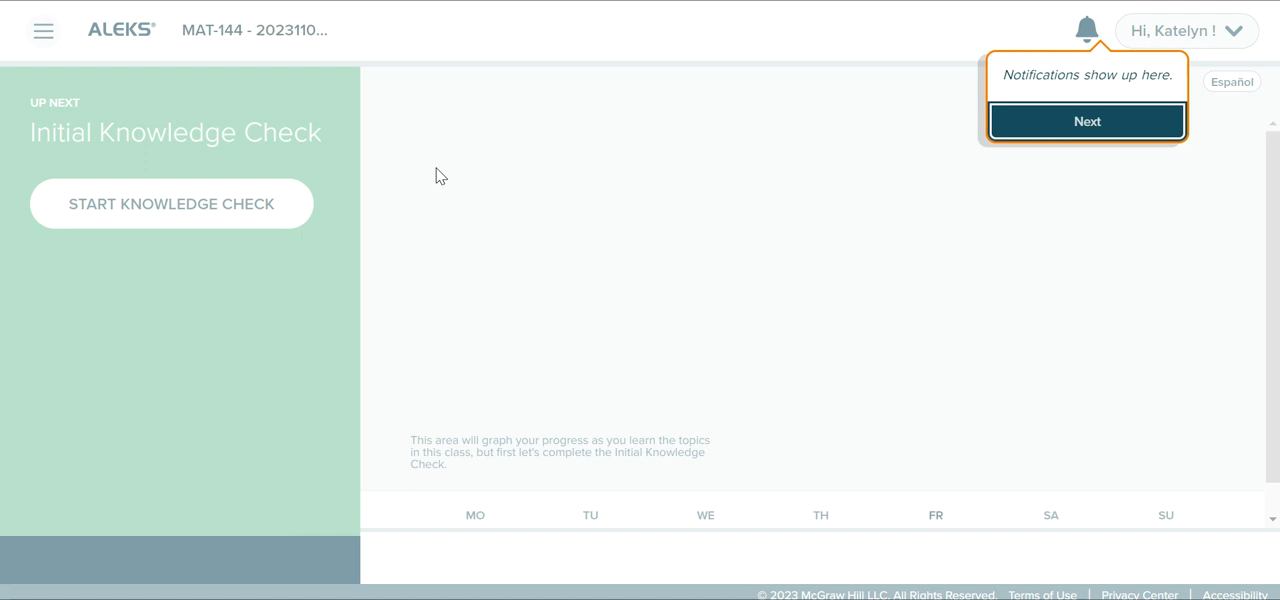 ALEKS® MAT-144 - 2023110... Hi, Katelyn !
Notifications show up here.
Next
Español
UP NEXT
Initial Knowledge Check
START KNOWLEDGE CHECK
This area will graph your progress as you learn the topics
in this class, but first let's complete the Initial Knowledge
Check.
MO TU WE TH FR SA SU
© 2023 McGraw Hill LLC. All Rights Reserved. Terms of Use | Privacy Center | Accessibility